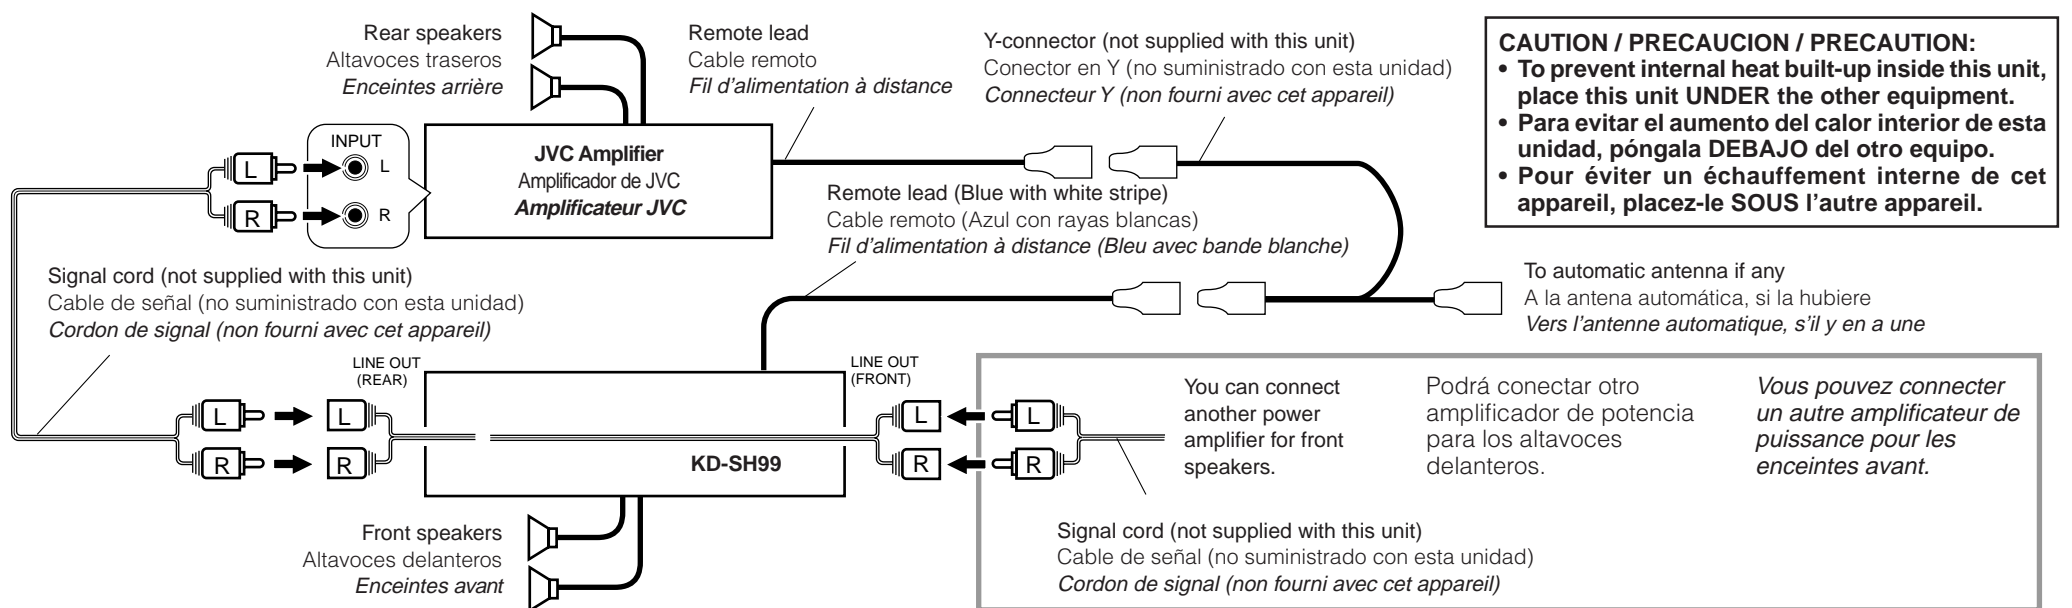 Rear speakers
Altavoces traseros
Enceintes arrière
Remote lead
Cable remoto
Fil d'alimentation à distance
Y-connector (not supplied with this unit)
Conector en Y (no suministrado con esta unidad)
Connecteur Y (non fourni avec cet appareil)
CAUTION / PRECAUCION / PRECAUTION:
• To prevent internal heat built-up inside this unit,
place this unit UNDER the other equipment.
• Para evitar el aumento del calor interior de esta
unidad, póngala DEBAJO del otro equipo.
• Pour éviter un échauffement interne de cet
appareil, placez-le SOUS l'autre appareil.
INPUT
L
L
R
R
JVC Amplifier
Amplificador de JVC
Amplificateur JVC
Remote lead (Blue with white stripe)
Cable remoto (Azul con rayas blancas)
Fil d'alimentation à distance (Bleu avec bande blanche)
Signal cord (not supplied with this unit)
Cable de señal (no suministrado con esta unidad)
Cordon de signal (non fourni avec cet appareil)
To automatic antenna if any
A la antena automática, si la hubiere
Vers l'antenne automatique, s'il y en a une
LINE OUT
(REAR)
LINE OUT
(FRONT)
L
L
L
L
R
R
R
R
KD-SH99
You can connect
another power
amplifier for front
speakers.
Podrá conectar otro
amplificador de potencia
para los altavoces
delanteros.
Vous pouvez connecter
un autre amplificateur de
puissance pour les
enceintes avant.
Front speakers
Altavoces delanteros
Enceintes avant
Signal cord (not supplied with this unit)
Cable de señal (no suministrado con esta unidad)
Cordon de signal (non fourni avec cet appareil)